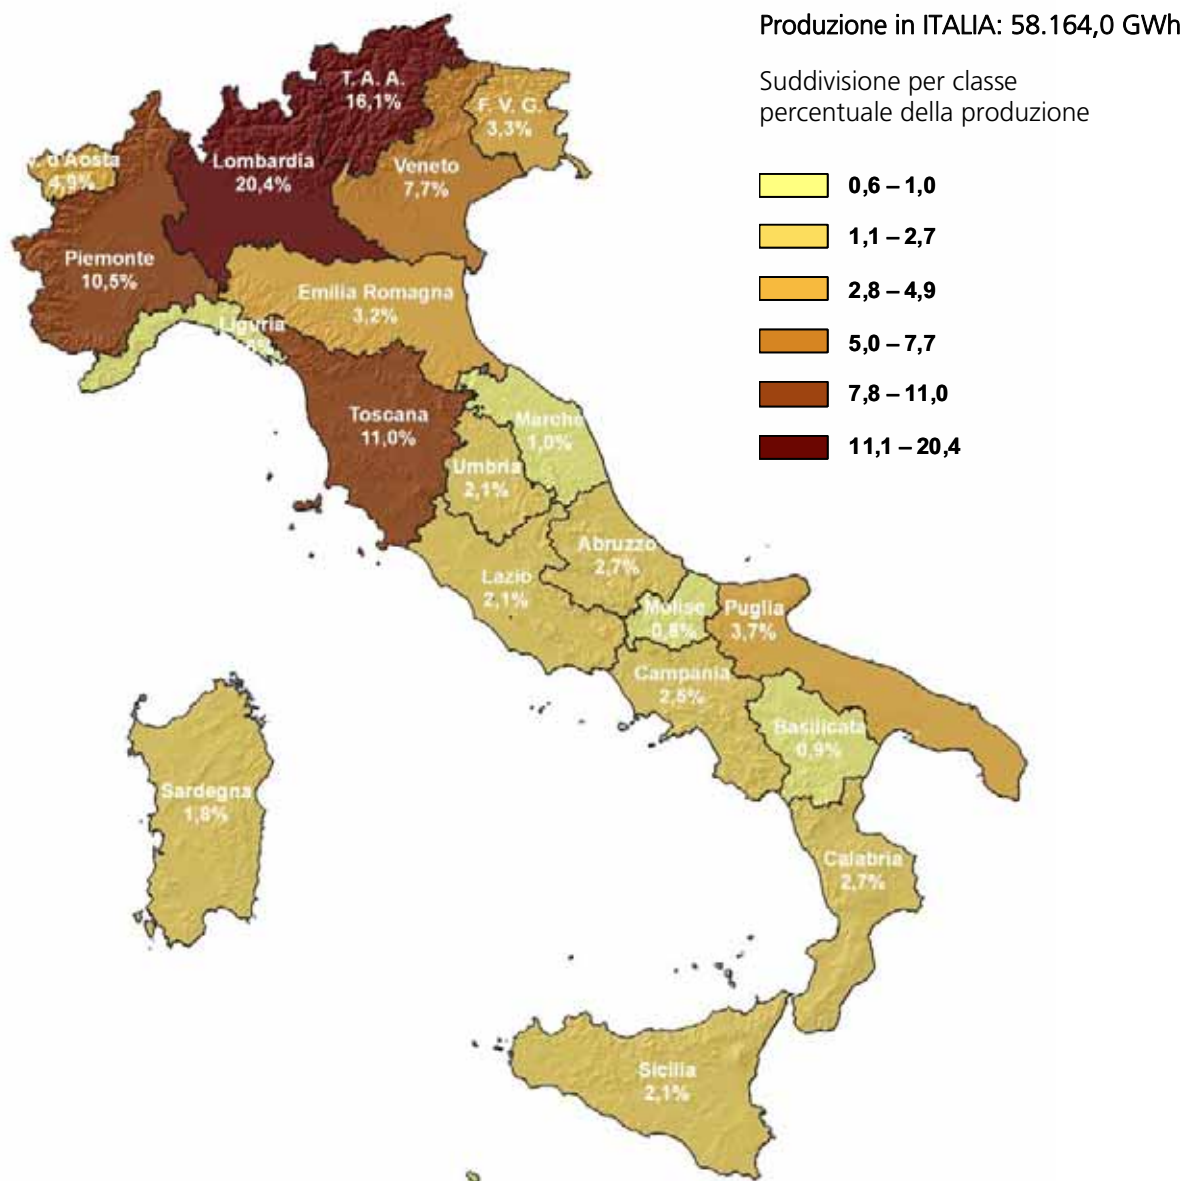 Produzione in ITALIA: 58.164,0 GWh
Suddivisione per classe
percentuale della produzione
0,6 – 1,0
1,1 – 2,7
2,8 – 4,9
5,0 – 7,7
7,8 – 11,0
11,1 – 20,4
T. A. A.
16,1%
F. V. G.
3,3%
V. d'Aosta
4,9%
Lombardia
20,4%
Veneto
7,7%
Piemonte
10,5%
Emilia Romagna
3,2%
Liguria
Toscana
11,0%
Marche
1,0%
Umbria
2,1%
Abruzzo
2,7%
Lazio
2,1%
Molise
0,8%
Puglia
3,7%
Campania
2,5%
Basilicata
0,9%
Sardegna
1,8%
Calabria
2,7%
Sicilia
2,1%